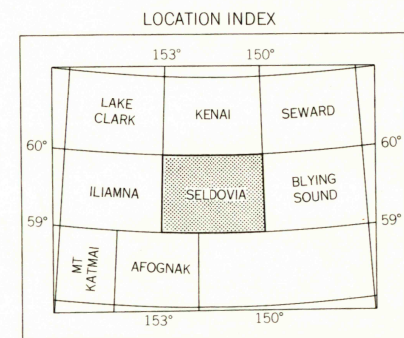 LOCATION INDEX
153° 150°
LAKE CLARK
KENAI
SEWARD
60° 60°
ILIAMNA
SELDOVIA
BLYING SOUND
59° 59°
MT KATMAI
AFOGNAK
153° 150°